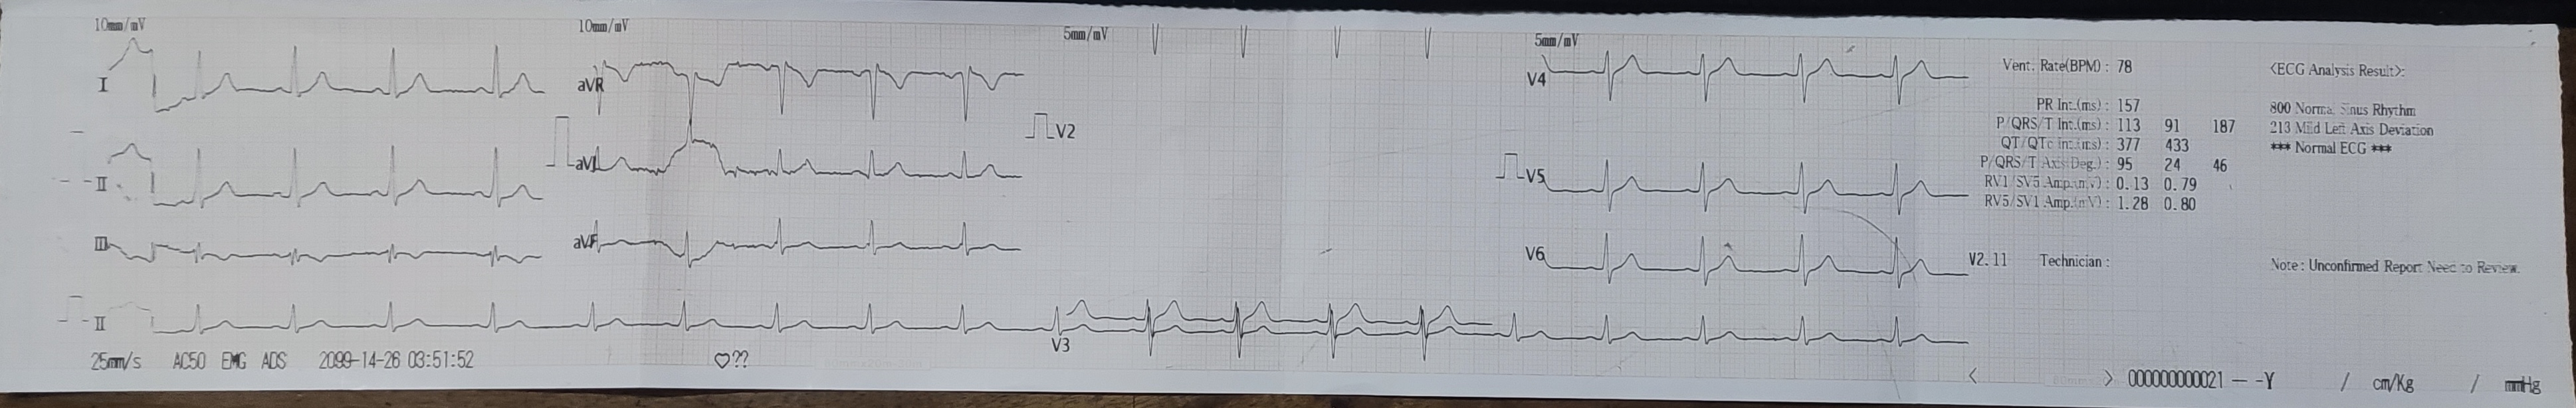 10mm/mV
10mm/mV
5mm/mV
5mm/mV
I
aVR
V4
II
aVL
V2
V5
III
aVF
V6
II
V3
25mm/s AC50 EMG ADS 2099-14-26 03:51:52
♡??
Vent. Rate(BPM) : 78
PR Int.(ms) : 157
P/QRS/T Int.(ms) : 113 91 187
QT/QTc Int.(ms) : 377 433
P/QRS/T Axis(Deg.) : 95 24 46
RV1/SV5 Amp.(mV) : 0.13 0.79
RV5/SV1 Amp.(mV) : 1.28 0.80
V2.11 Technician :
<ECG Analysis Result>:
800 Normal Sinus Rhythm
213 Mild Left Axis Deviation
*** Normal ECG ***
Note : Unconfirmed Report Need to Review.
< > 000000000021 — -Y / cm/Kg / mmHg